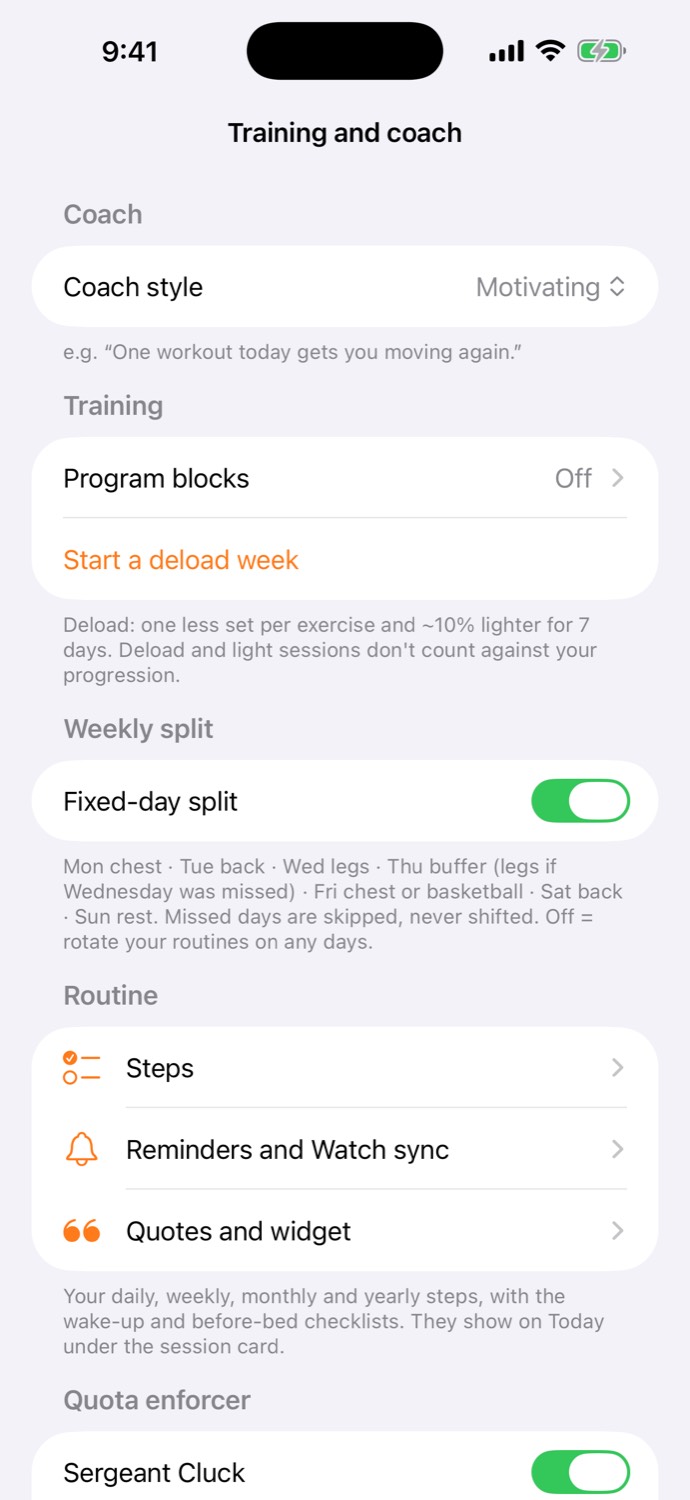 9:41
Training and coach
Coach
Coach style Motivating
e.g. “One workout today gets you moving again.”
Training
Program blocks Off
Start a deload week
Deload: one less set per exercise and ~10% lighter for 7
days. Deload and light sessions don't count against your
progression.
Weekly split
Fixed-day split
Mon chest · Tue back · Wed legs · Thu buffer (legs if
Wednesday was missed) · Fri chest or basketball · Sat back
· Sun rest. Missed days are skipped, never shifted. Off =
rotate your routines on any days.
Routine
Steps
Reminders and Watch sync
Quotes and widget
Your daily, weekly, monthly and yearly steps, with the
wake-up and before-bed checklists. They show on Today
under the session card.
Quota enforcer
Sergeant Cluck